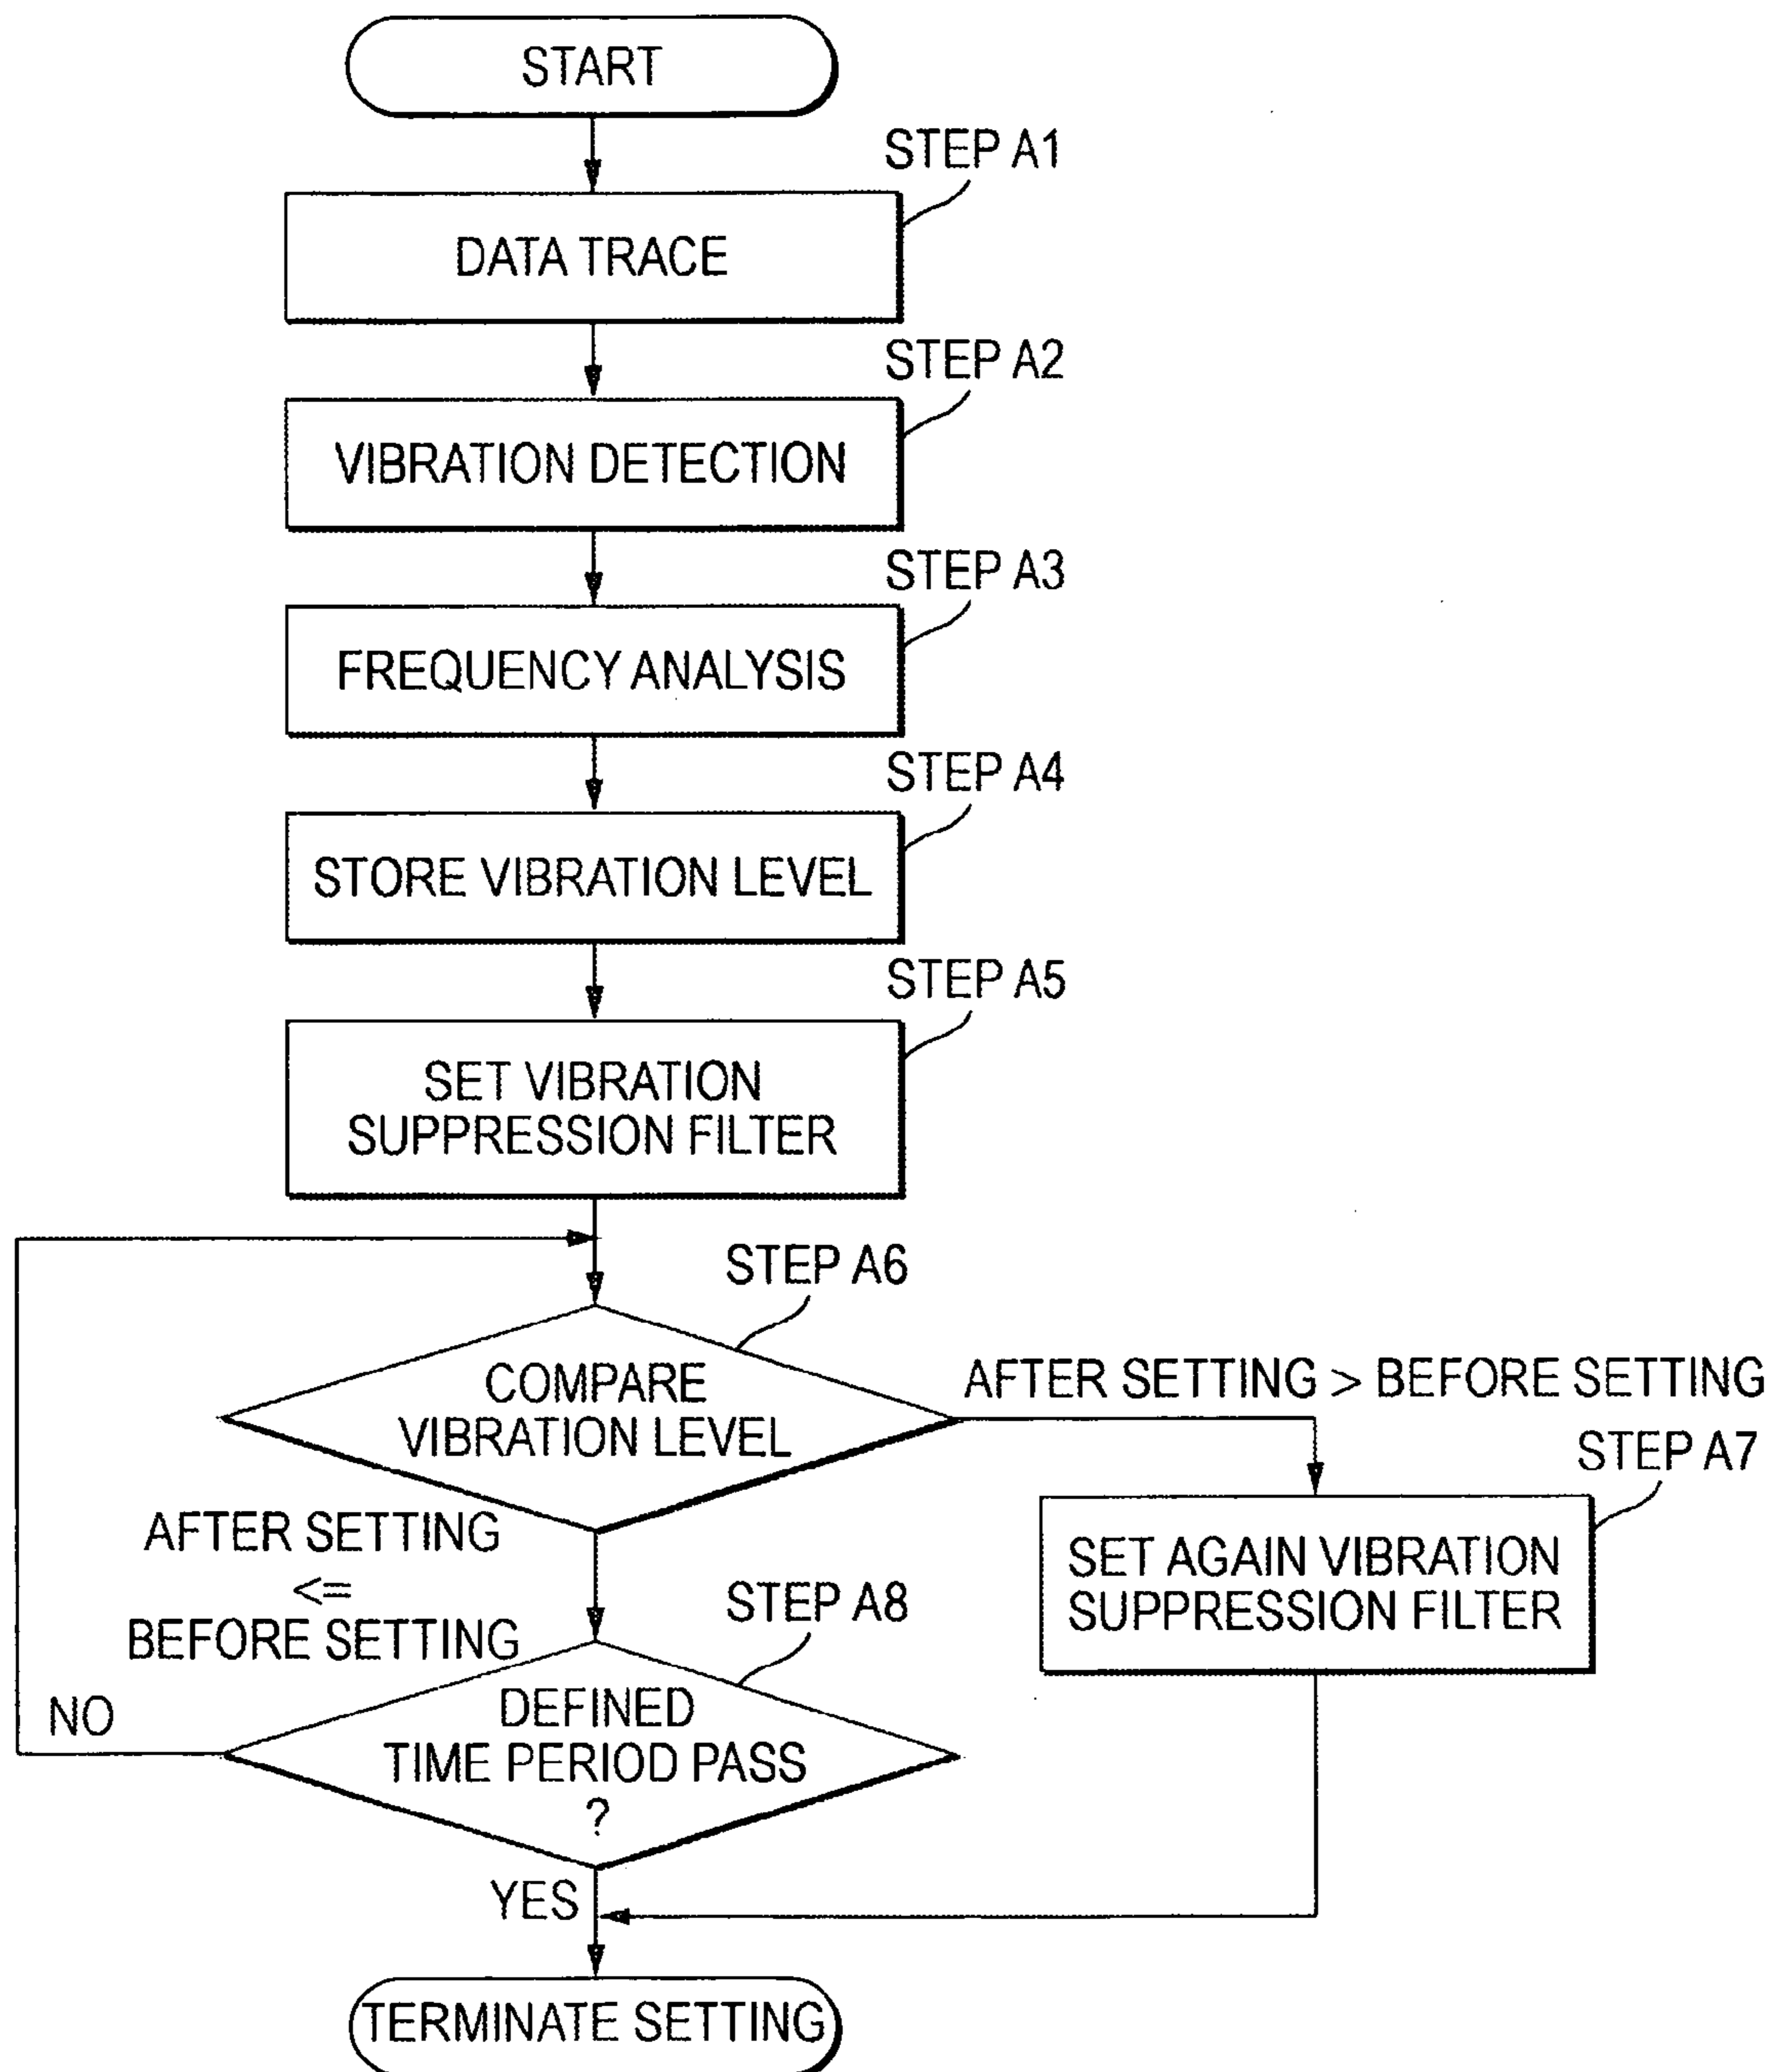 START
STEP A1
DATA TRACE
STEP A2
VIBRATION DETECTION
STEP A3
FREQUENCY ANALYSIS
STEP A4
STORE VIBRATION LEVEL
STEP A5
SET VIBRATION
SUPPRESSION FILTER
STEP A6
COMPARE
VIBRATION LEVEL
AFTER SETTING > BEFORE SETTING
STEP A7
SET AGAIN VIBRATION
SUPPRESSION FILTER
AFTER SETTING
<=
BEFORE SETTING
STEP A8
DEFINED
TIME PERIOD PASS
?
NO
YES
TERMINATE SETTING